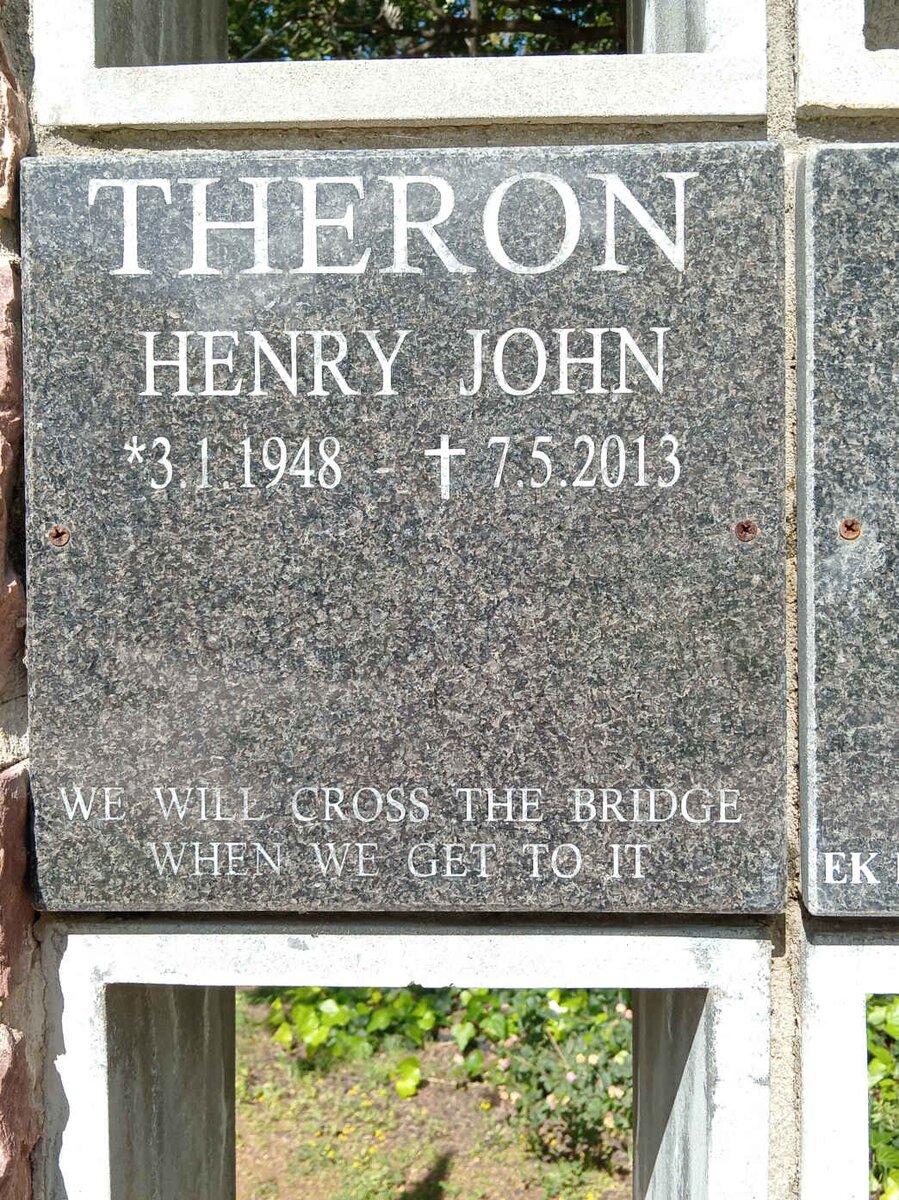 THERON
HENRY JOHN
*3.1.1948 - † 7.5.2013
WE WILL CROSS THE BRIDGE
WHEN WE GET TO IT
EK